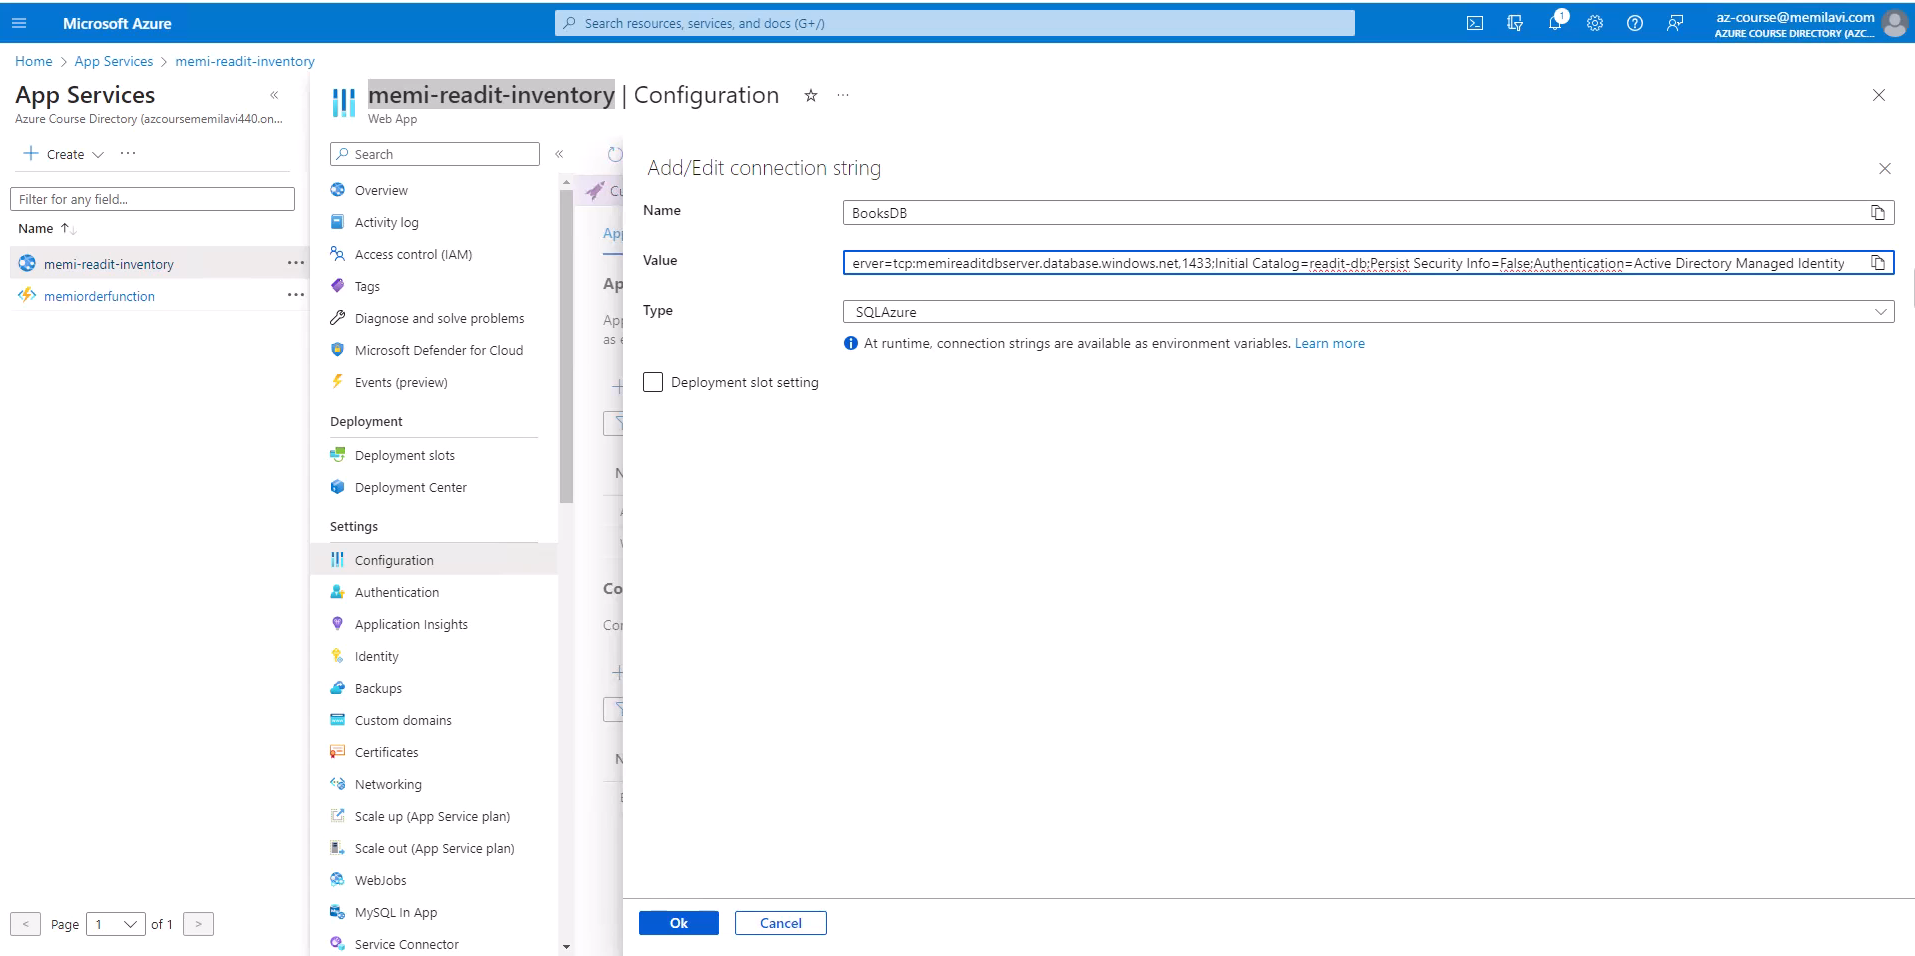 Microsoft Azure
Search resources, services, and docs (G+/)
1
az-course@memilavi.com
AZURE COURSE DIRECTORY (AZC...
Home > App Services > memi-readit-inventory
App Services
Azure Course Directory (azcoursememilavi440.on...
Create
Filter for any field...
Name
memi-readit-inventory
memiorderfunction
< Page 1 of 1 >
memi-readit-inventory | Configuration
Web App
Search
Overview
Activity log
Access control (IAM)
Tags
Diagnose and solve problems
Microsoft Defender for Cloud
Events (preview)
Deployment
Deployment slots
Deployment Center
Settings
Configuration
Authentication
Application Insights
Identity
Backups
Custom domains
Certificates
Networking
Scale up (App Service plan)
Scale out (App Service plan)
WebJobs
MySQL In App
Service Connector
Add/Edit connection string
Name
BooksDB
Value
erver=tcp:memireaditdbserver.database.windows.net,1433;Initial Catalog=readit-db;Persist Security Info=False;Authentication=Active Directory Managed Identity
Type
SQLAzure
At runtime, connection strings are available as environment variables. Learn more
Deployment slot setting
Ok
Cancel